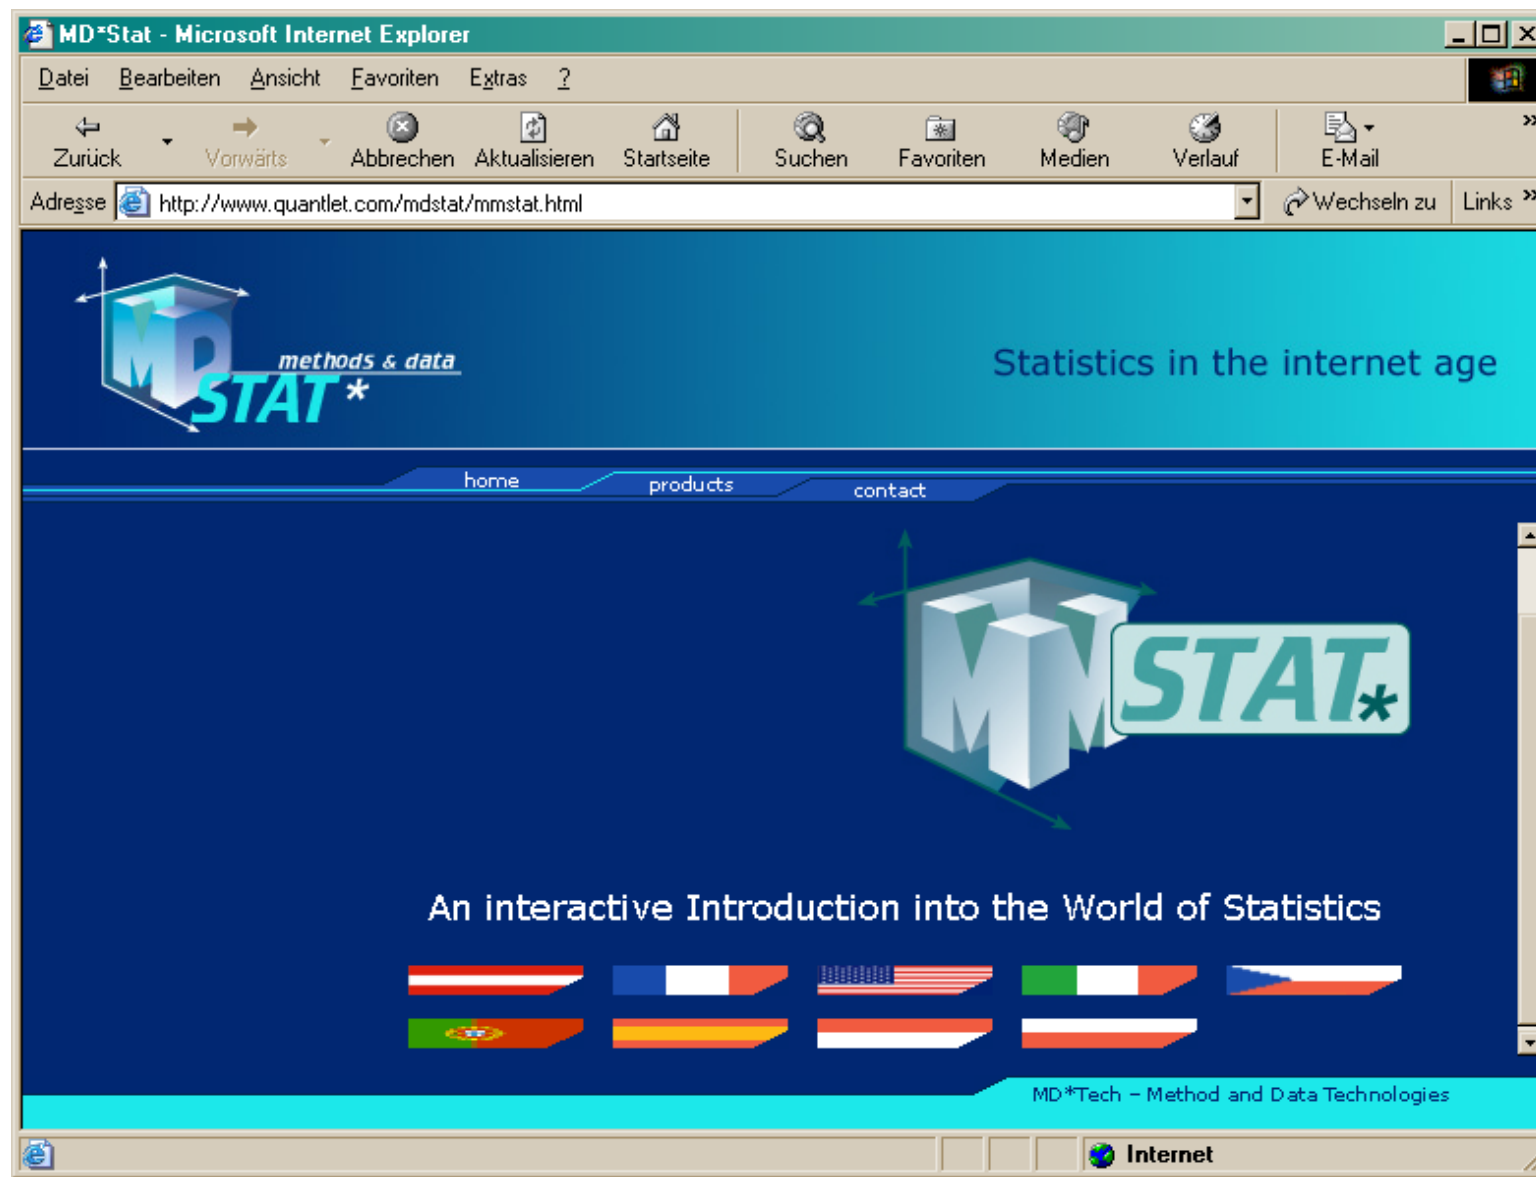 MD*Stat - Microsoft Internet Explorer
Datei Bearbeiten Ansicht Favoriten Extras ?
Zurück Vorwärts Abbrechen Aktualisieren Startseite Suchen Favoriten Medien Verlauf E-Mail »
Adresse http://www.quantlet.com/mdstat/mmstat.html Wechseln zu Links »
MD
methods & data
STAT*
Statistics in the internet age
home products contact
MM
STAT*
An interactive Introduction into the World of Statistics
MD*Tech – Method and Data Technologies
Internet